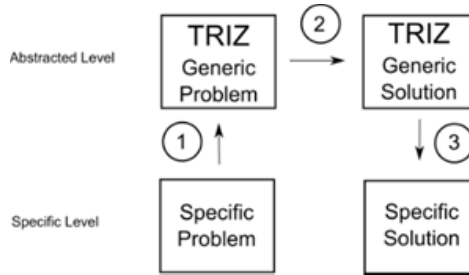 2
TRIZ
Generic
Problem
TRIZ
Generic
Solution
Abstracted Level
1
3
Specific
Problem
Specific
Solution
Specific Level